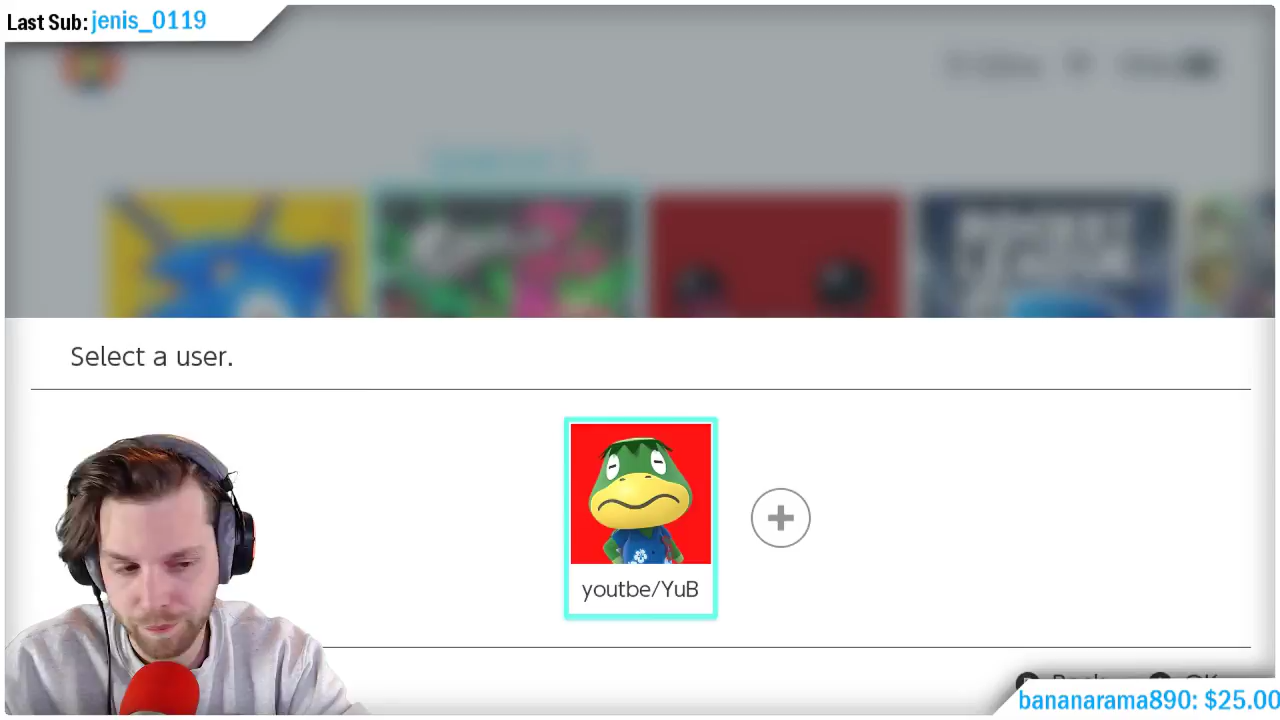 Last Sub: jenis_0119
Select a user.
youtbe/YuB
bananarama890: $25.00